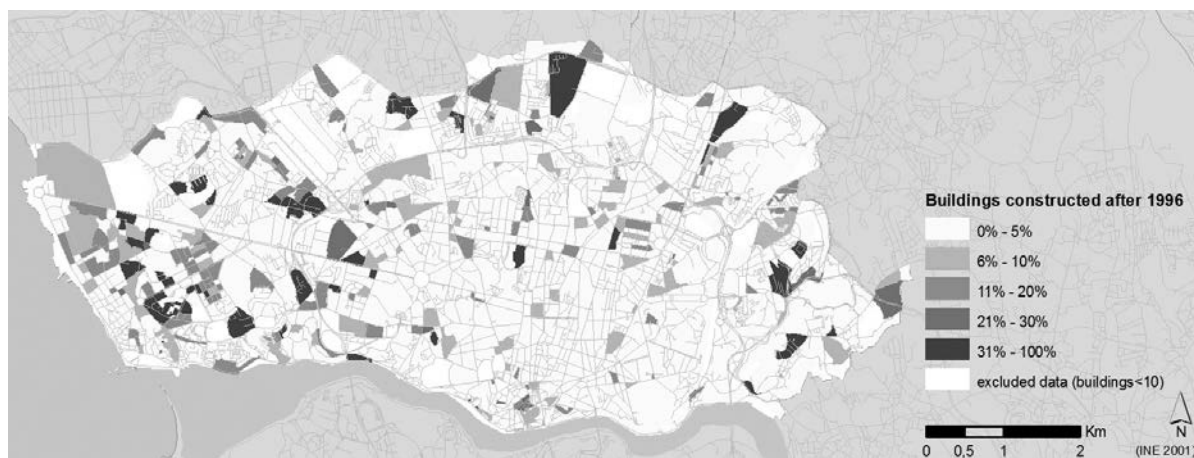 Buildings constructed after 1996
0% - 5%
6% - 10%
11% - 20%
21% - 30%
31% - 100%
excluded data (buildings<10)
Km
0 0,5 1 2
N
(INE 2001)